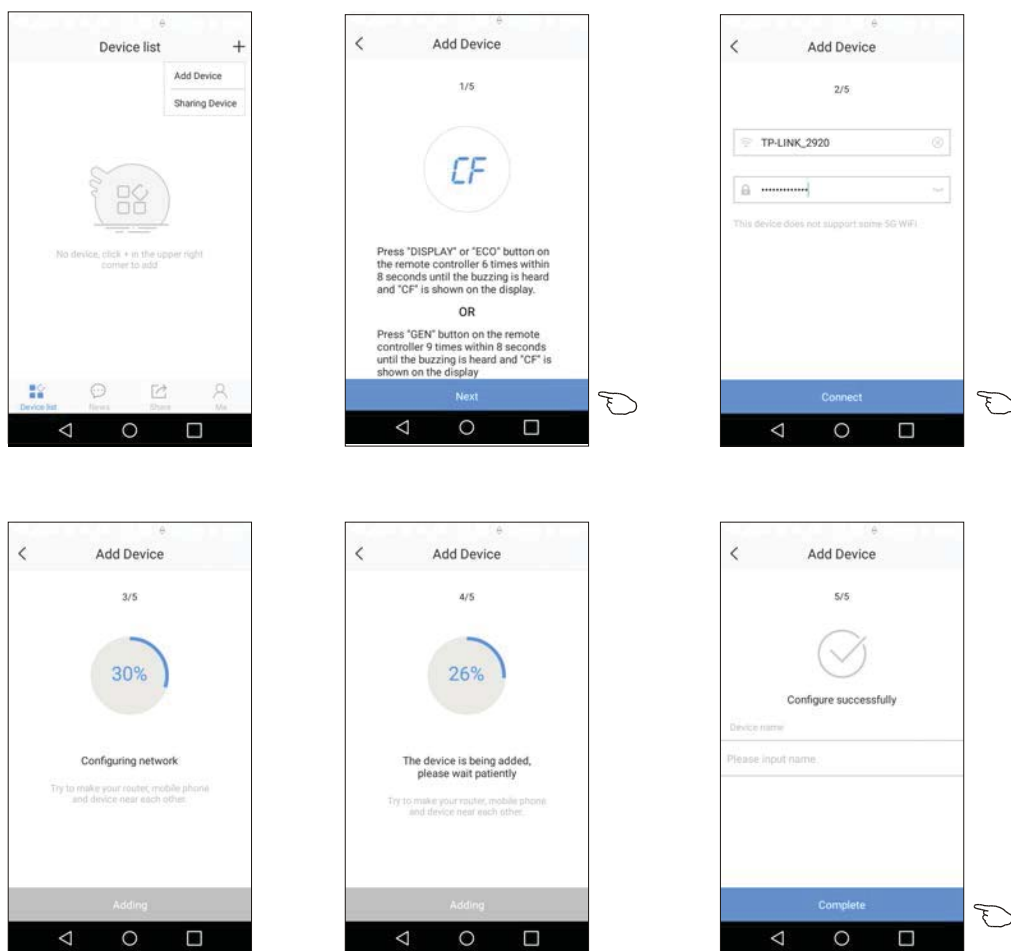 Device list +
Add Device
Sharing Device
No device, click + in the upper right
corner to add
Device list News Share Me
Add Device
1/5
CF
Press "DISPLAY" or "ECO" button on
the remote controller 6 times within
8 seconds until the buzzing is heard
and "CF" is shown on the display.
OR
Press "GEN" button on the remote
controller 9 times within 8 seconds
until the buzzing is heard and "CF" is
shown on the display
Next
Add Device
2/5
TP-LINK_2920
•••••••••••••
This device does not support some 5G WiFi.
Connect
Add Device
3/5
30%
Configuring network
Try to make your router, mobile phone
and device near each other.
Adding
Add Device
4/5
26%
The device is being added,
please wait patiently
Try to make your router, mobile phone
and device near each other.
Adding
Add Device
5/5
Configure successfully
Device name
Please input name.
Complete